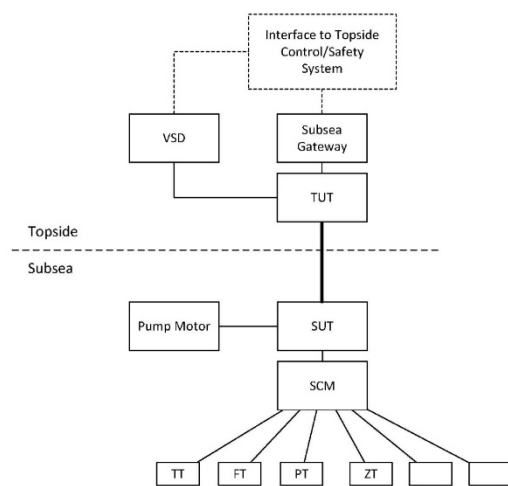 Interface to Topside
Control/Safety
System
VSD
Subsea
Gateway
TUT
Topside
Subsea
Pump Motor
SUT
SCM
TT
FT
PT
ZT